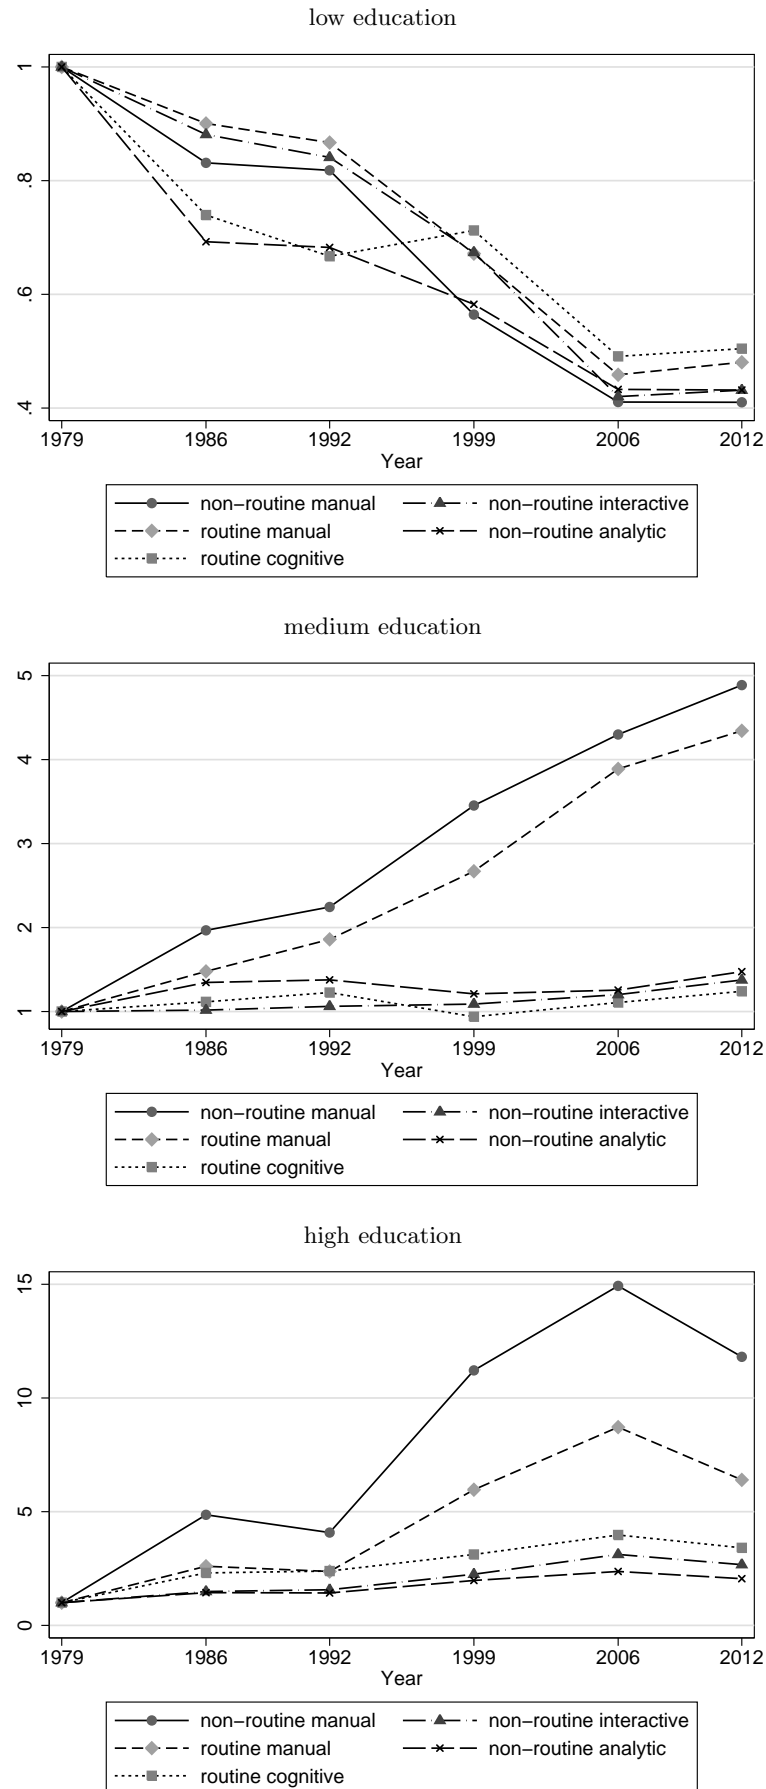 low education
1
.8
.6
.4
1979 1986 1992 1999 2006 2012
Year
non−routine manual non−routine interactive
routine manual non−routine analytic
routine cognitive
medium education
5
4
3
2
1
1979 1986 1992 1999 2006 2012
Year
non−routine manual non−routine interactive
routine manual non−routine analytic
routine cognitive
high education
15
10
5
0
1979 1986 1992 1999 2006 2012
Year
non−routine manual non−routine interactive
routine manual non−routine analytic
routine cognitive